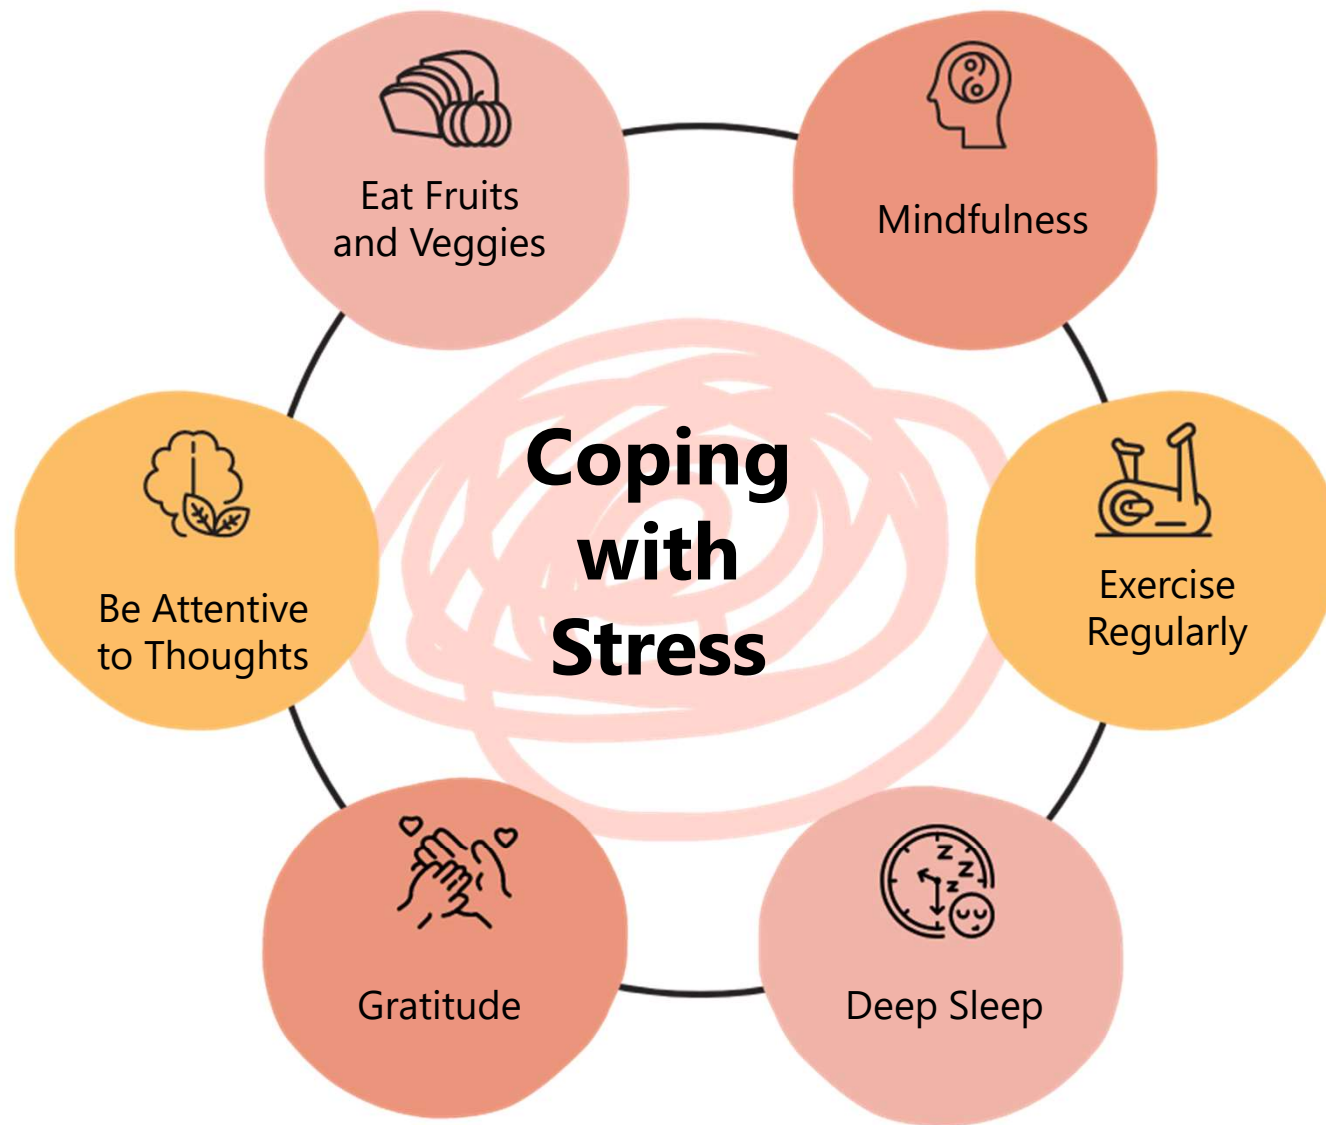 Eat Fruits
and Veggies
Mindfulness
Coping
with
Stress
Be Attentive
to Thoughts
Exercise
Regularly
Gratitude
Deep Sleep
z
z
z